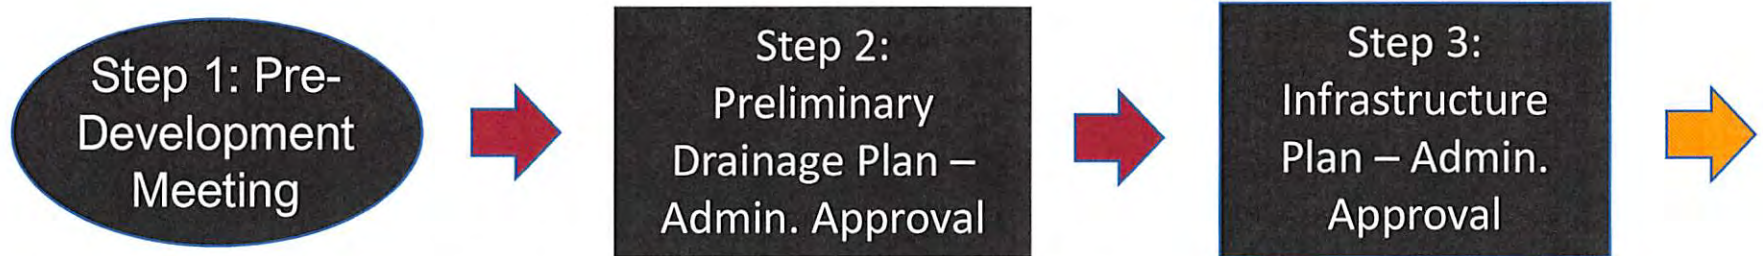 Step 1: Pre-
Development
Meeting
Step 2:
Preliminary
Drainage Plan –
Admin. Approval
Step 3:
Infrastructure
Plan – Admin.
Approval